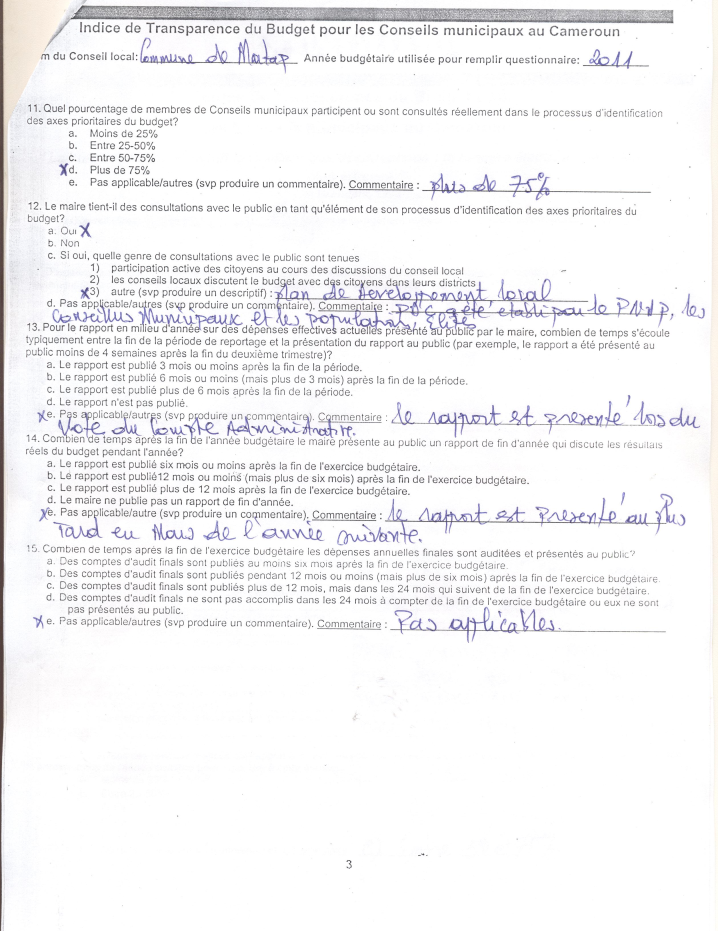 Indice de Transparence du Budget pour les Conseils municipaux au Cameroun
m du Conseil local: Commune de Matap Année budgétaire utilisée pour remplir questionnaire: 2011
11. Quel pourcentage de membres de Conseils municipaux participent ou sont consultés réellement dans le processus d'identification
des axes prioritaires du budget?
a. Moins de 25%
b. Entre 25-50%
c. Entre 50-75%
X d. Plus de 75%
e. Pas applicable/autres (svp produire un commentaire). Commentaire : plus de 75%
12. Le maire tient-il des consultations avec le public en tant qu'élément de son processus d'identification des axes prioritaires du
budget?
a. Oui X
b. Non
c. Si oui, quelle genre de consultations avec le public sont tenues
1) participation active des citoyens au cours des discussions du conseil local
2) les conseils locaux discutent le budget avec des citoyens dans leurs districts
X 3) autre (svp produire un descriptif) : plan de Developpement local
d. Pas applicable/autres (svp produire un commentaire). Commentaire : PDC a été établi par le PNDP, les
Conseillers Municipaux et les population, Elites
13. Pour le rapport en milieu d'année sur des dépenses effectives actuelles présenté au public par le maire, combien de temps s'écoule
typiquement entre la fin de la période de reportage et la présentation du rapport au public (par exemple, le rapport a été présenté au
public moins de 4 semaines après la fin du deuxième trimestre)?
a. Le rapport est publié 3 mois ou moins après la fin de la période.
b. Le rapport est publié 6 mois ou moins (mais plus de 3 mois) après la fin de la période.
c. Le rapport est publié plus de 6 mois après la fin de la période.
d. Le rapport n'est pas publié.
X e. Pas applicable/autres (svp produire un commentaire). Commentaire : le rapport est presenté lors du
Vote du Compte Administratif.
14. Combien de temps après la fin de l'année budgétaire le maire présente au public un rapport de fin d'année qui discute les résultats
réels du budget pendant l'année?
a. Le rapport est publié six mois ou moins après la fin de l'exercice budgétaire.
b. Le rapport est publié12 mois ou moins (mais plus de six mois) après la fin de l'exercice budgétaire.
c. Le rapport est publié plus de 12 mois après la fin de l'exercice budgétaire.
d. Le maire ne publie pas un rapport de fin d'année.
X e. Pas applicable/autre (svp produire un commentaire), Commentaire : le rapport est presenté au plus
Tard en Mars de l'année suivante.
15. Combien de temps après la fin de l'exercice budgétaire les dépenses annuelles finales sont auditées et présentés au public?
a. Des comptes d'audit finals sont publiés au moins six mois après la fin de l'exercice budgétaire.
b. Des comptes d'audit finals sont publiés pendant 12 mois ou moins (mais plus de six mois) après la fin de l'exercice budgétaire.
c. Des comptes d'audit finals sont publiés plus de 12 mois, mais dans les 24 mois qui suivent de la fin de l'exercice budgétaire.
d. Des comptes d'audit finals ne sont pas accomplis dans les 24 mois à compter de la fin de l'exercice budgétaire ou eux ne sont
pas présentés au public.
X e. Pas applicable/autres (svp produire un commentaire). Commentaire : Pas applicables.
3